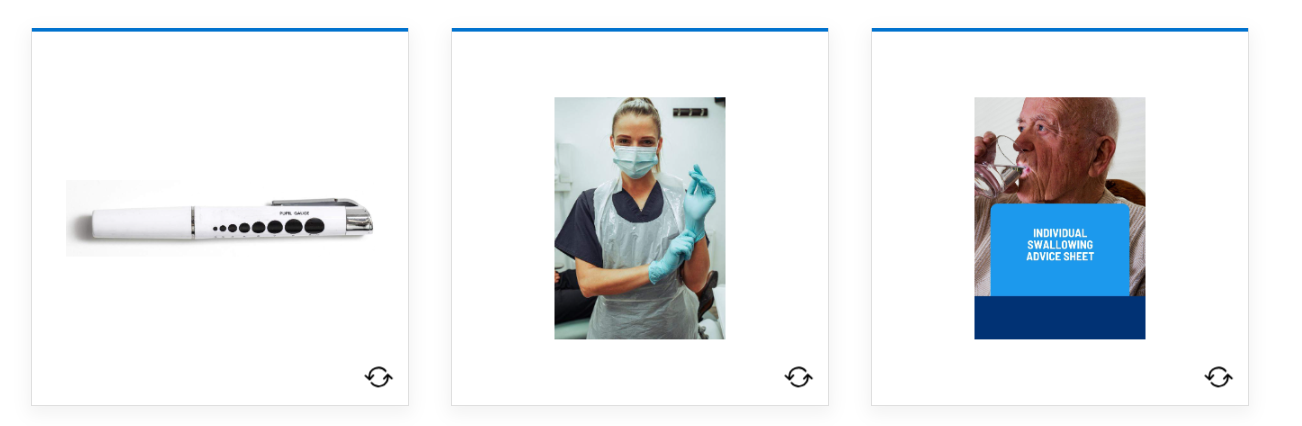 PUPIL GAUGE
INDIVIDUAL
SWALLOWING
ADVICE SHEET